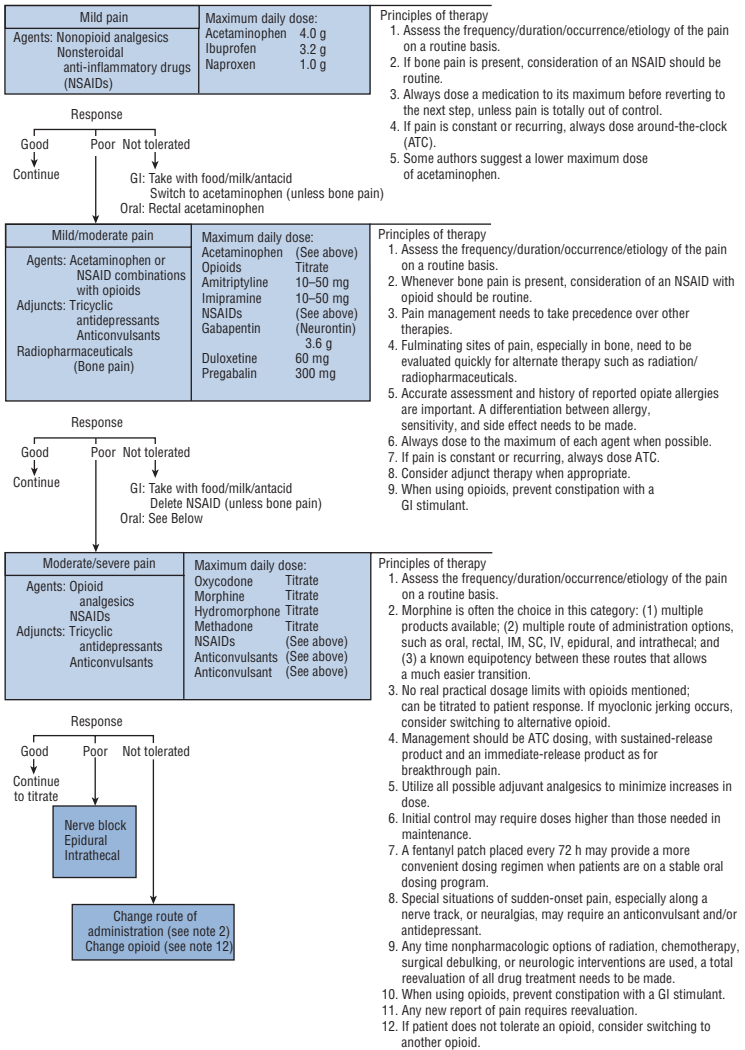 Mild pain
Agents: Nonopioid analgesics
Nonsteroidal
anti-inflammatory drugs
(NSAIDs)
Maximum daily dose:
Acetaminophen 4.0 g
Ibuprofen 3.2 g
Naproxen 1.0 g
Principles of therapy
1. Assess the frequency/duration/occurrence/etiology of the pain
on a routine basis.
2. If bone pain is present, consideration of an NSAID should be
routine.
3. Always dose a medication to its maximum before reverting to
the next step, unless pain is totally out of control.
4. If pain is constant or recurring, always dose around-the-clock
(ATC).
5. Some authors suggest a lower maximum dose
of acetaminophen.
Response
Good Poor Not tolerated
Continue
GI: Take with food/milk/antacid
Switch to acetaminophen (unless bone pain)
Oral: Rectal acetaminophen
Mild/moderate pain
Agents: Acetaminophen or
NSAID combinations
with opioids
Adjuncts: Tricyclic
antidepressants
Anticonvulsants
Radiopharmaceuticals
(Bone pain)
Maximum daily dose:
Acetaminophen (See above)
Opioids Titrate
Amitriptyline 10–50 mg
Imipramine 10–50 mg
NSAIDs (See above)
Gabapentin (Neurontin)
3.6 g
Duloxetine 60 mg
Pregabalin 300 mg
Principles of therapy
1. Assess the frequency/duration/occurrence/etiology of the pain
on a routine basis.
2. Whenever bone pain is present, consideration of an NSAID with
opioid should be routine.
3. Pain management needs to take precedence over other
therapies.
4. Fulminating sites of pain, especially in bone, need to be
evaluated quickly for alternate therapy such as radiation/
radiopharmaceuticals.
5. Accurate assessment and history of reported opiate allergies
are important. A differentiation between allergy,
sensitivity, and side effect needs to be made.
6. Always dose to the maximum of each agent when possible.
7. If pain is constant or recurring, always dose ATC.
8. Consider adjunct therapy when appropriate.
9. When using opioids, prevent constipation with a
GI stimulant.
Response
Good Poor Not tolerated
Continue
GI: Take with food/milk/antacid
Delete NSAID (unless bone pain)
Oral: See Below
Moderate/severe pain
Agents: Opioid
analgesics
NSAIDs
Adjuncts: Tricyclic
antidepressants
Anticonvulsants
Maximum daily dose:
Oxycodone Titrate
Morphine Titrate
Hydromorphone Titrate
Methadone Titrate
NSAIDs (See above)
Anticonvulsants (See above)
Anticonvulsant (See above)
Principles of therapy
1. Assess the frequency/duration/occurrence/etiology of the pain
on a routine basis.
2. Morphine is often the choice in this category: (1) multiple
products available; (2) multiple route of administration options,
such as oral, rectal, IM, SC, IV, epidural, and intrathecal; and
(3) a known equipotency between these routes that allows
a much easier transition.
3. No real practical dosage limits with opioids mentioned;
can be titrated to patient response. If myoclonic jerking occurs,
consider switching to alternative opioid.
4. Management should be ATC dosing, with sustained-release
product and an immediate-release product as for
breakthrough pain.
5. Utilize all possible adjuvant analgesics to minimize increases in
dose.
6. Initial control may require doses higher than those needed in
maintenance.
7. A fentanyl patch placed every 72 h may provide a more
convenient dosing regimen when patients are on a stable oral
dosing program.
8. Special situations of sudden-onset pain, especially along a
nerve track, or neuralgias, may require an anticonvulsant and/or
antidepressant.
9. Any time nonpharmacologic options of radiation, chemotherapy,
surgical debulking, or neurologic interventions are used, a total
reevaluation of all drug treatment needs to be made.
10. When using opioids, prevent constipation with a GI stimulant.
11. Any new report of pain requires reevaluation.
12. If patient does not tolerate an opioid, consider switching to
another opioid.
Response
Good Poor Not tolerated
Continue
to titrate
Nerve block
Epidural
Intrathecal
Change route of
administration (see note 2)
Change opioid (see note 12)